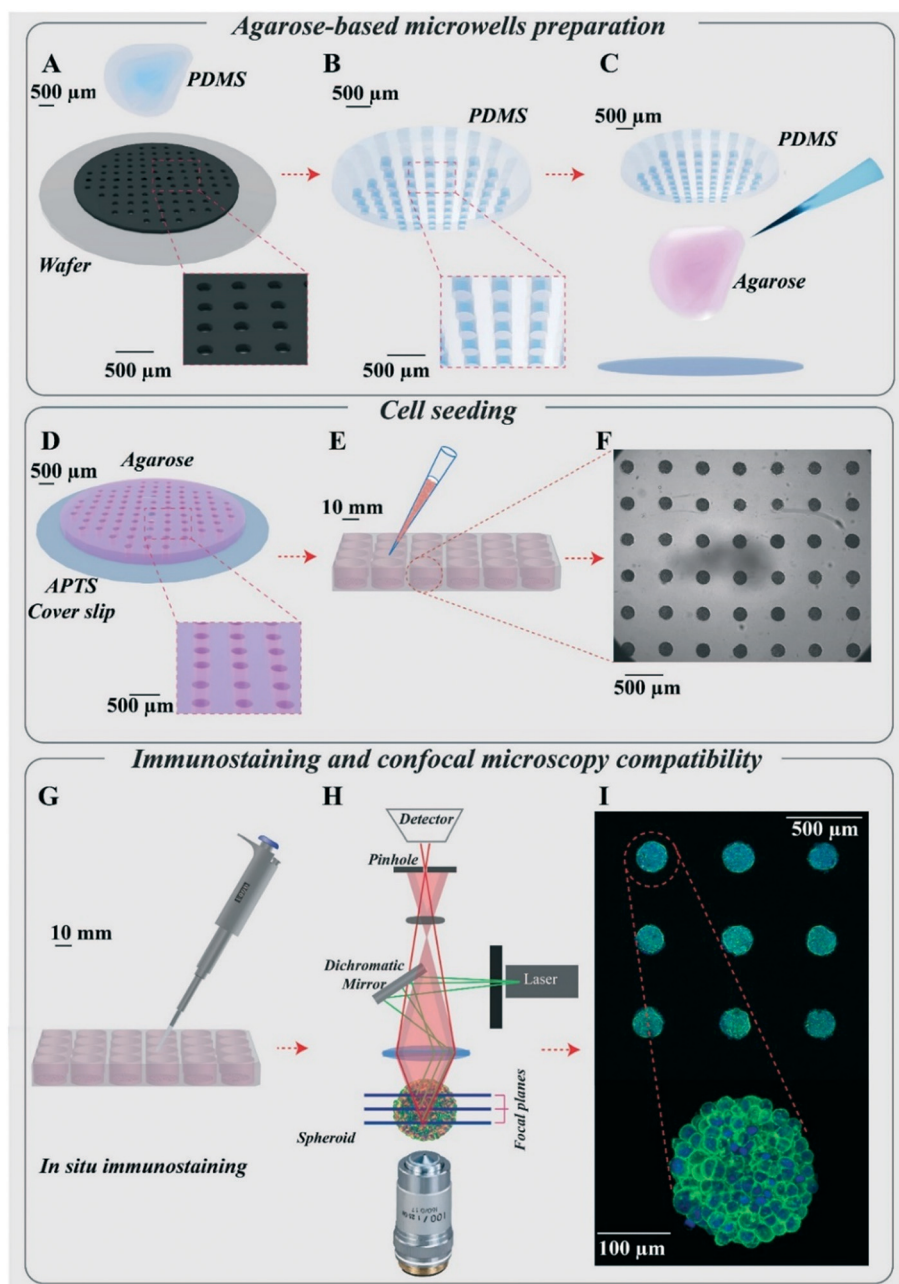 Agarose-based microwells preparation
A
500 µm
PDMS
Wafer
500 µm
B
500 µm
PDMS
500 µm
C
500 µm
PDMS
Agarose
Cell seeding
D
500 µm
Agarose
APTS
Cover slip
500 µm
E
10 mm
F
500 µm
Immunostaining and confocal microscopy compatibility
G
10 mm
In situ immunostaining
H
Detector
Pinhole
Dichromatic
Mirror
Laser
Focal planes
Spheroid
I
500 µm
100 µm